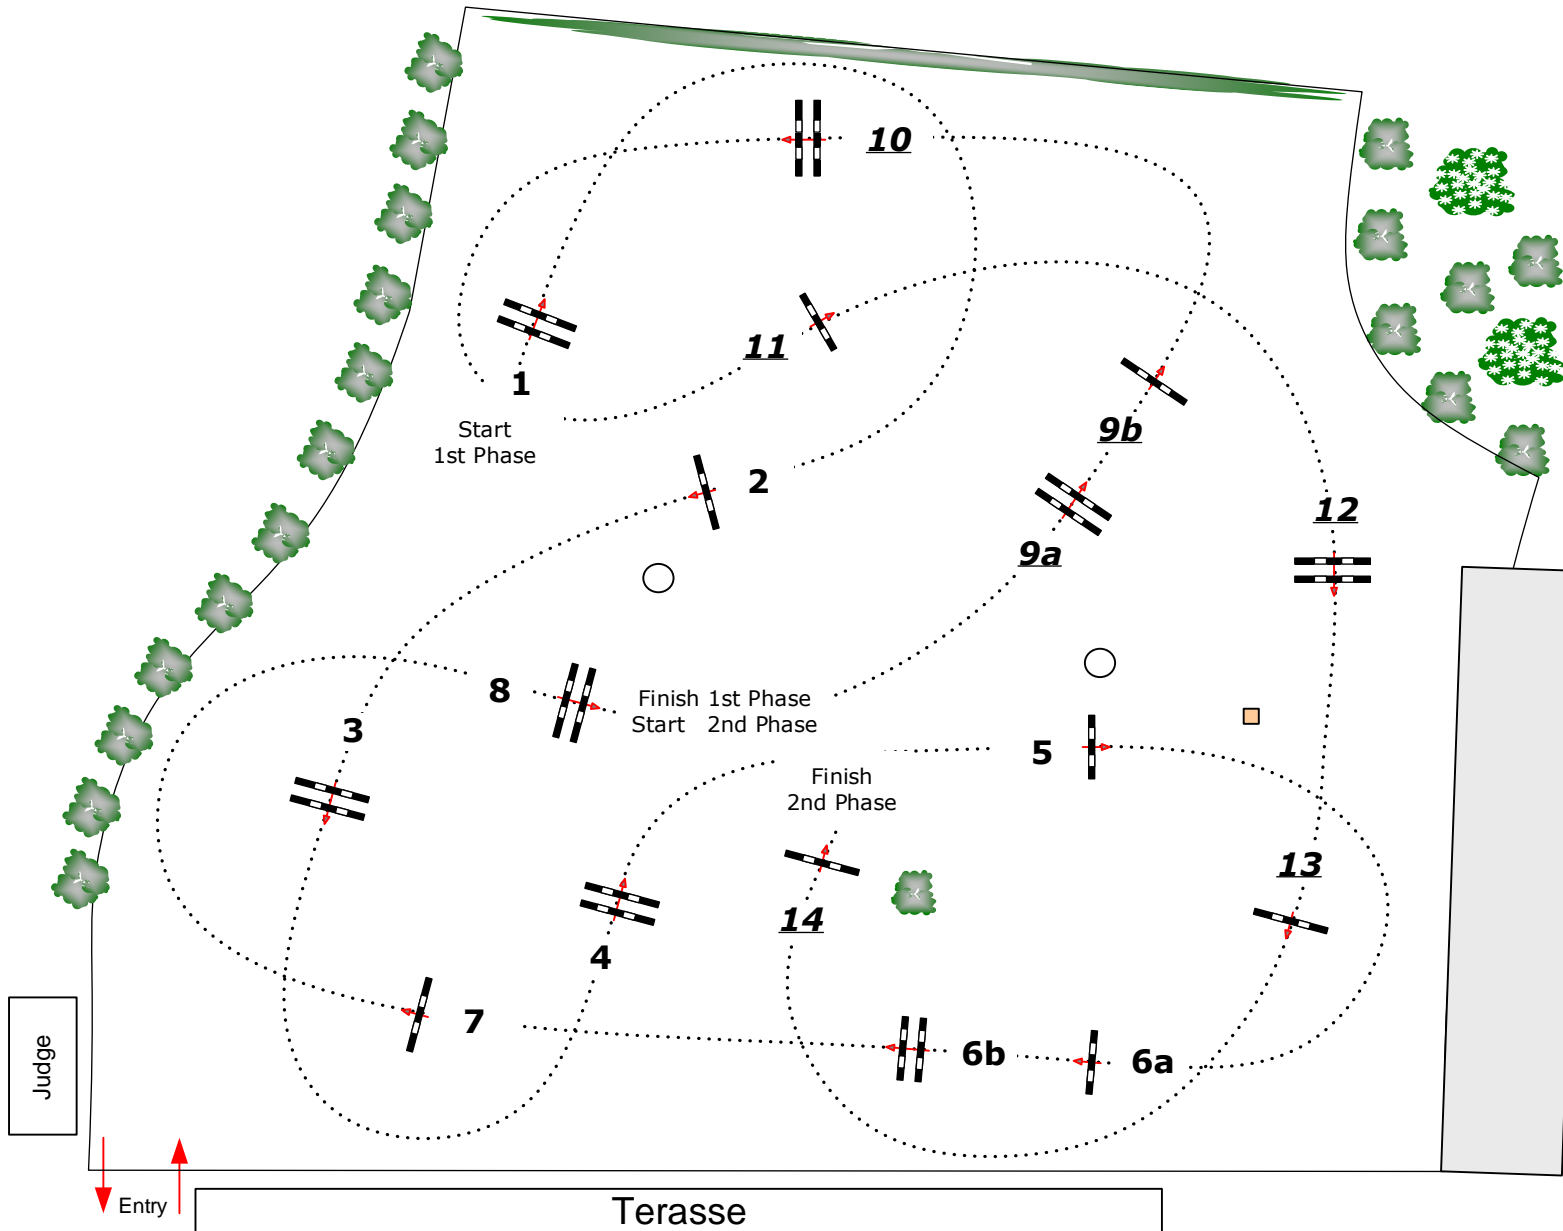 10
11
1
Start
1st Phase
9b
2
12
9a
8
Finish 1st Phase
Start 2nd Phase
3
5
Finish
2nd Phase
13
14
4
7
6b
6a
Judge
Entry
Terasse